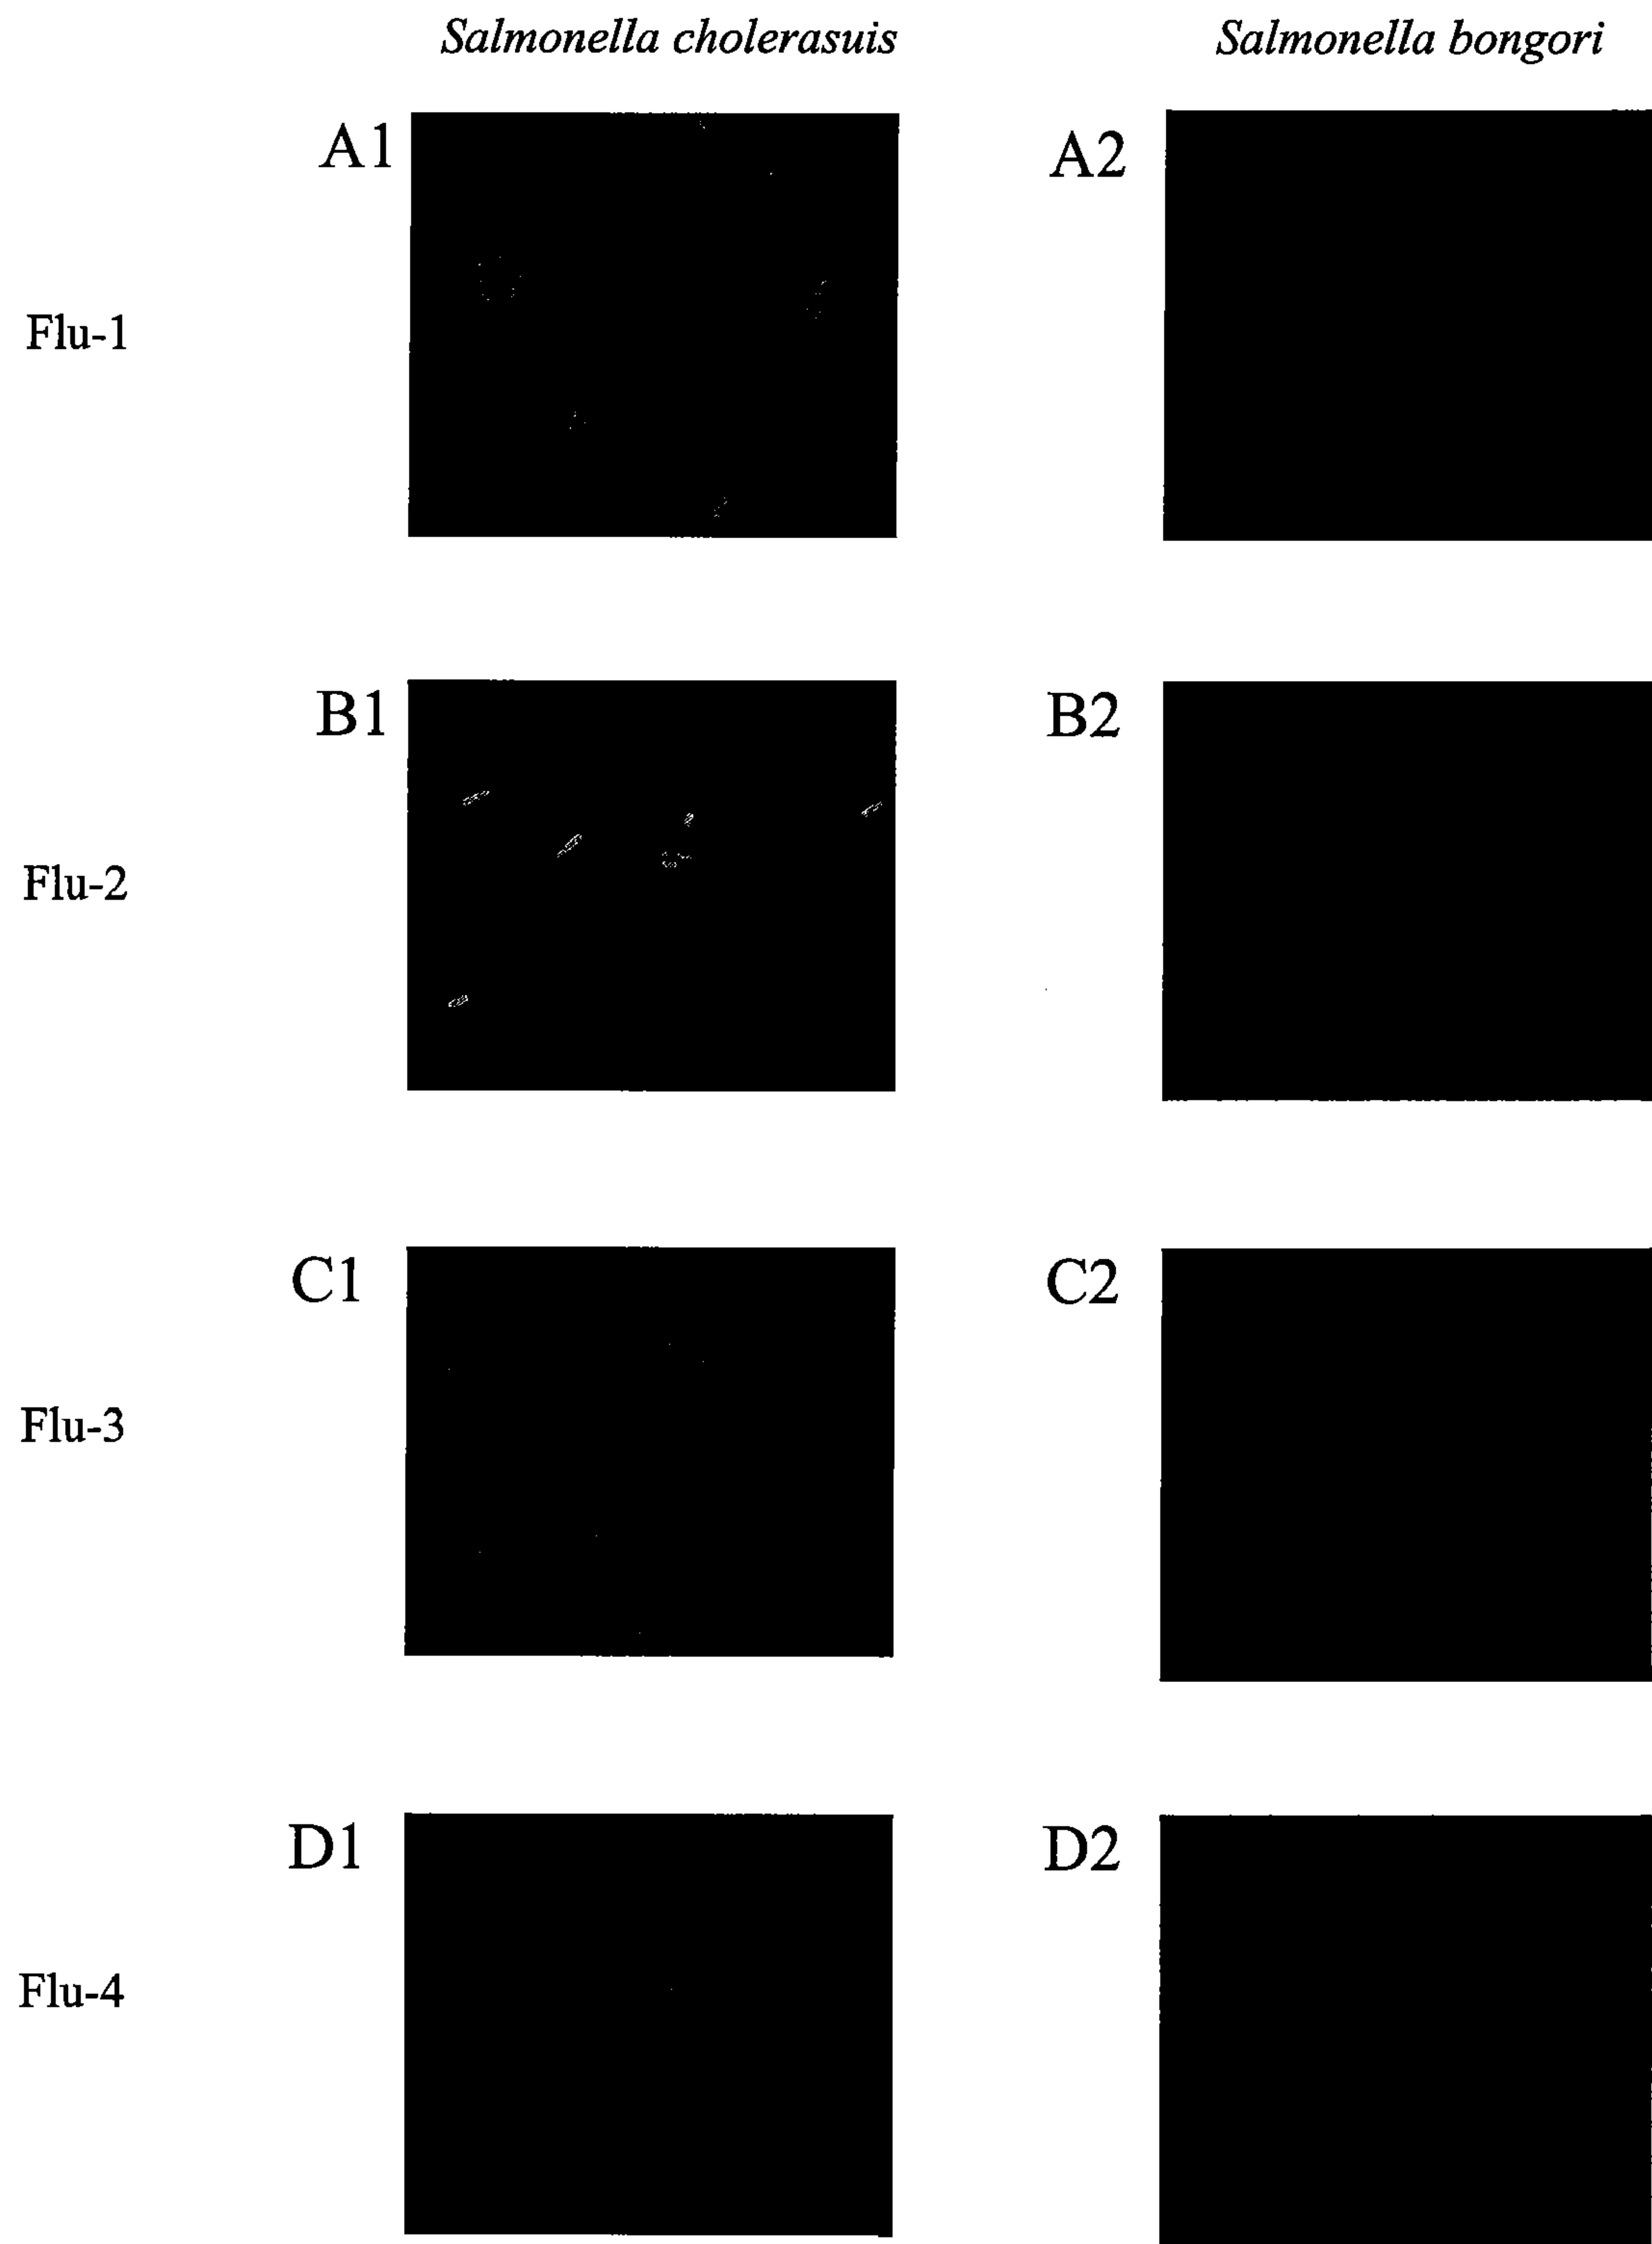 Salmonella cholerasuis Salmonella bongori
A1 A2
Flu-1
B1 B2
Flu-2
C1 C2
Flu-3
D1 D2
Flu-4